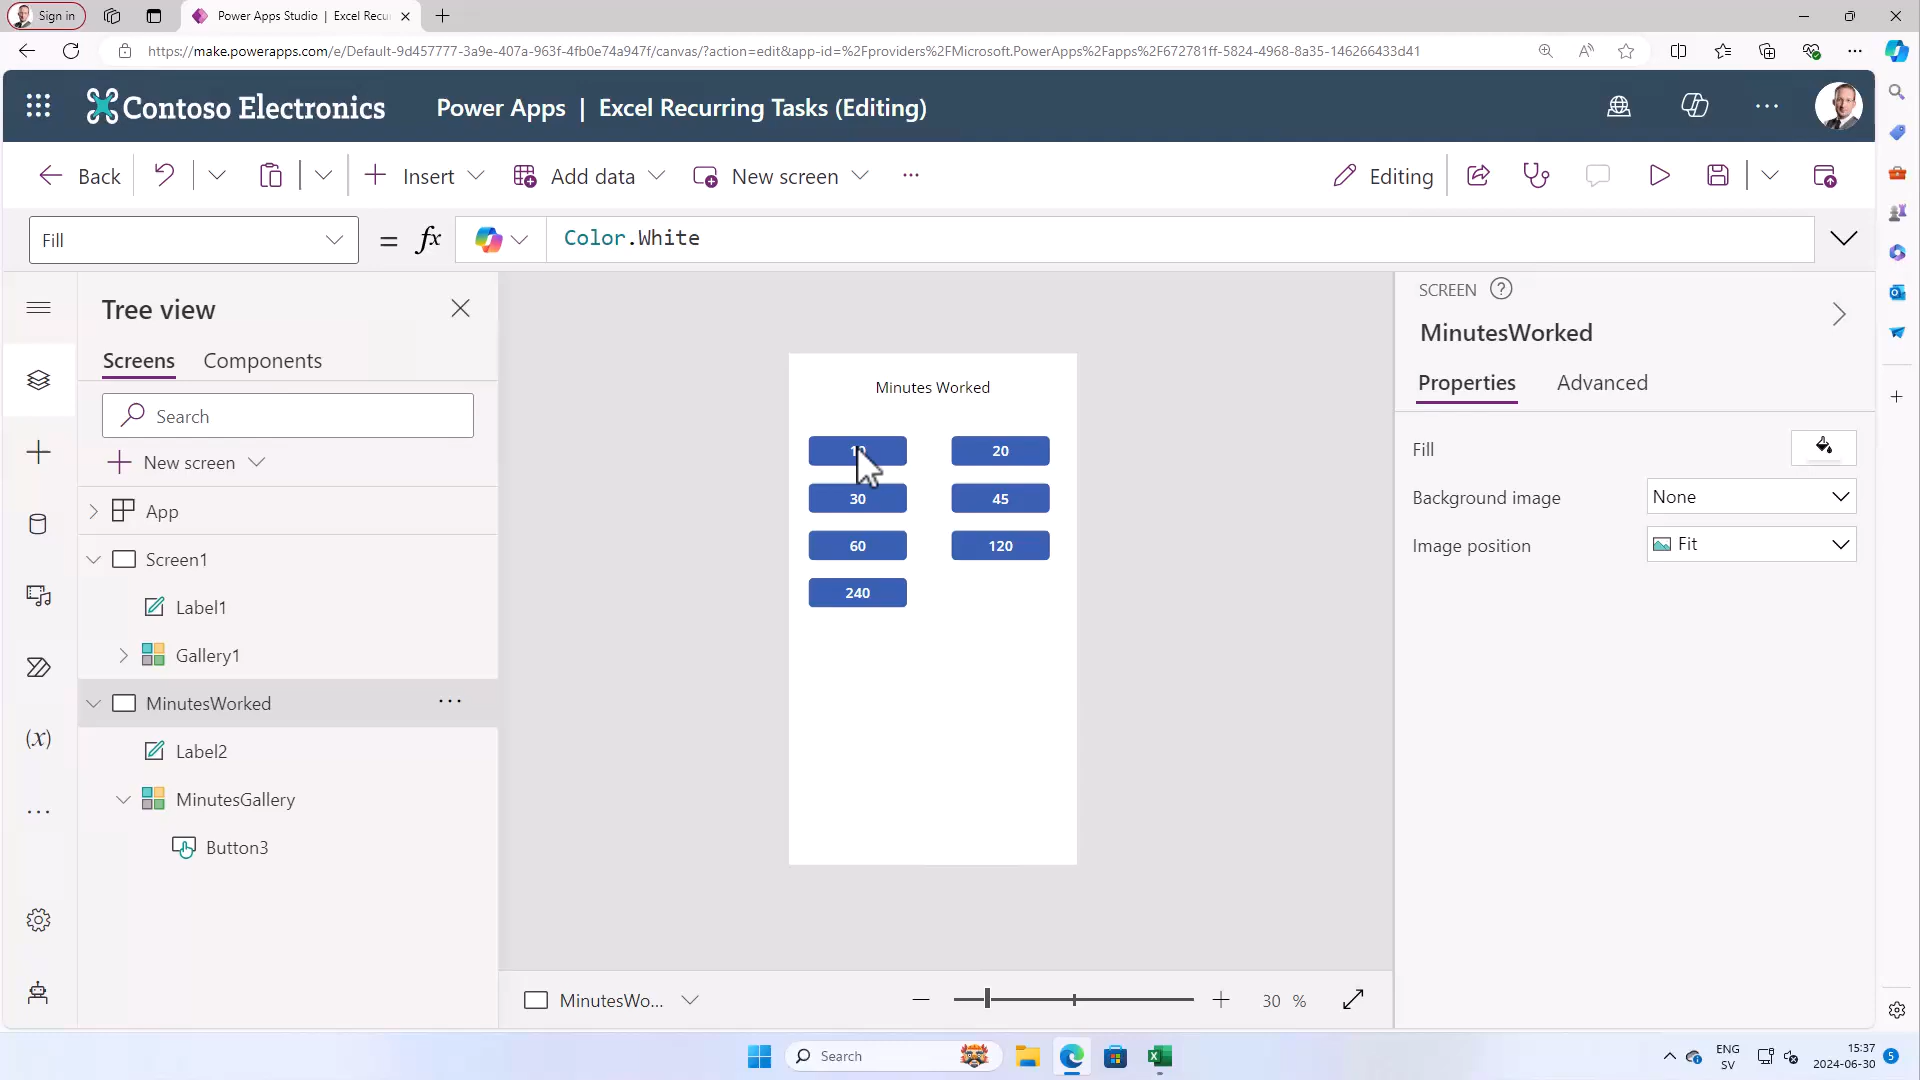 Sign in
Power Apps Studio | Excel Recu
https://make.powerapps.com/e/Default-9d457777-3a9e-407a-963f-4fb0e74a947f/canvas/?action=edit&app-id=%2Fproviders%2FMicrosoft.PowerApps%2Fapps%2F672781ff-5824-4968-8a35-146266433d41
Contoso Electronics
Power Apps | Excel Recurring Tasks (Editing)
Back
Insert
Add data
New screen
...
Editing
Fill
= fx
Color.White
Tree view
Screens Components
Search
New screen
App
Screen1
Label1
Gallery1
MinutesWorked
Label2
MinutesGallery
Button3
(x)
Minutes Worked
20
30 45
60 120
240
SCREEN ?
MinutesWorked
Properties Advanced
Fill
Background image None
Image position Fit
MinutesWo...
30 %
Search
ENG
SV
15:37
2024-06-30
5